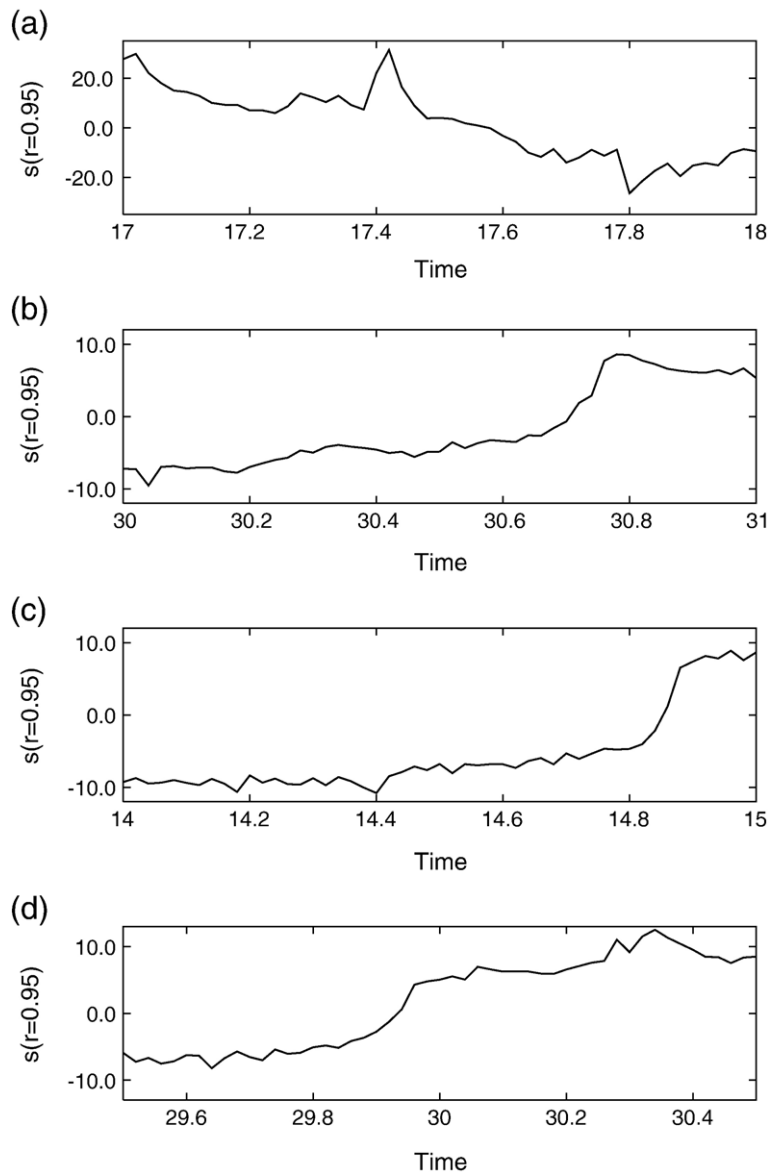 (a)
s(r=0.95)
20.0
0.0
-20.0
17 17.2 17.4 17.6 17.8 18
Time
(b)
s(r=0.95)
10.0
0.0
-10.0
30 30.2 30.4 30.6 30.8 31
Time
(c)
s(r=0.95)
10.0
0.0
-10.0
14 14.2 14.4 14.6 14.8 15
Time
(d)
s(r=0.95)
10.0
0.0
-10.0
29.6 29.8 30 30.2 30.4
Time